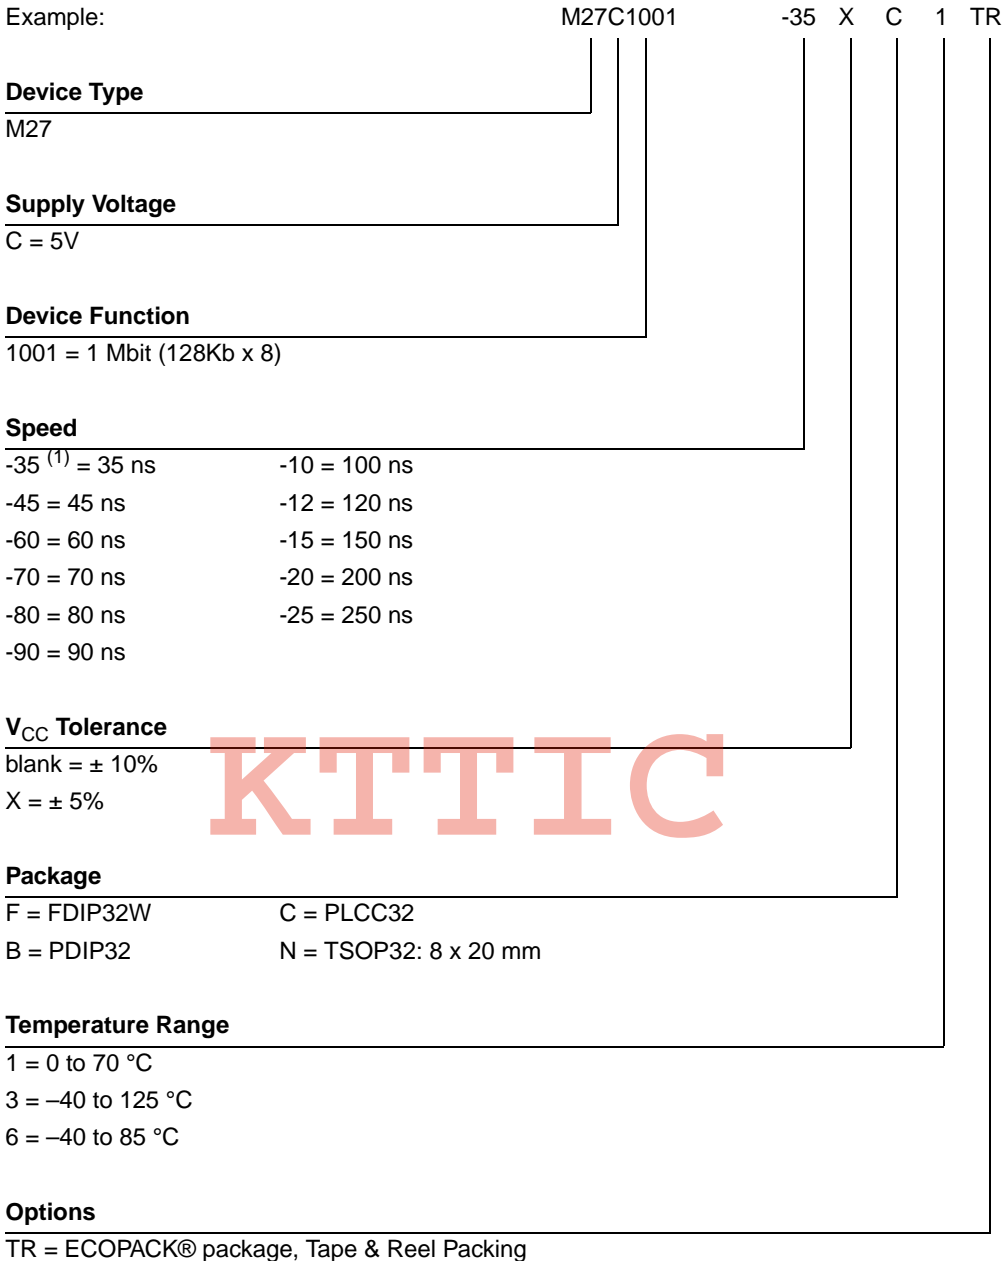 Example: M27C1001 -35 X C 1 TR
Device Type
M27
Supply Voltage
C = 5V
Device Function
1001 = 1 Mbit (128Kb x 8)
Speed
-35 (1) = 35 ns -10 = 100 ns
-45 = 45 ns -12 = 120 ns
-60 = 60 ns -15 = 150 ns
-70 = 70 ns -20 = 200 ns
-80 = 80 ns -25 = 250 ns
-90 = 90 ns
VCC Tolerance
blank = ± 10%
X = ± 5%
KTTIC
Package
F = FDIP32W C = PLCC32
B = PDIP32 N = TSOP32: 8 x 20 mm
Temperature Range
1 = 0 to 70 °C
3 = –40 to 125 °C
6 = –40 to 85 °C
Options
TR = ECOPACK® package, Tape & Reel Packing